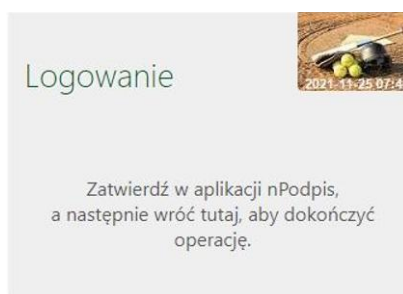 Logowanie
2021-11-25 07:4
Zatwierdź w aplikacji nPodpis,
a następnie wróć tutaj, aby dokończyć
operację.